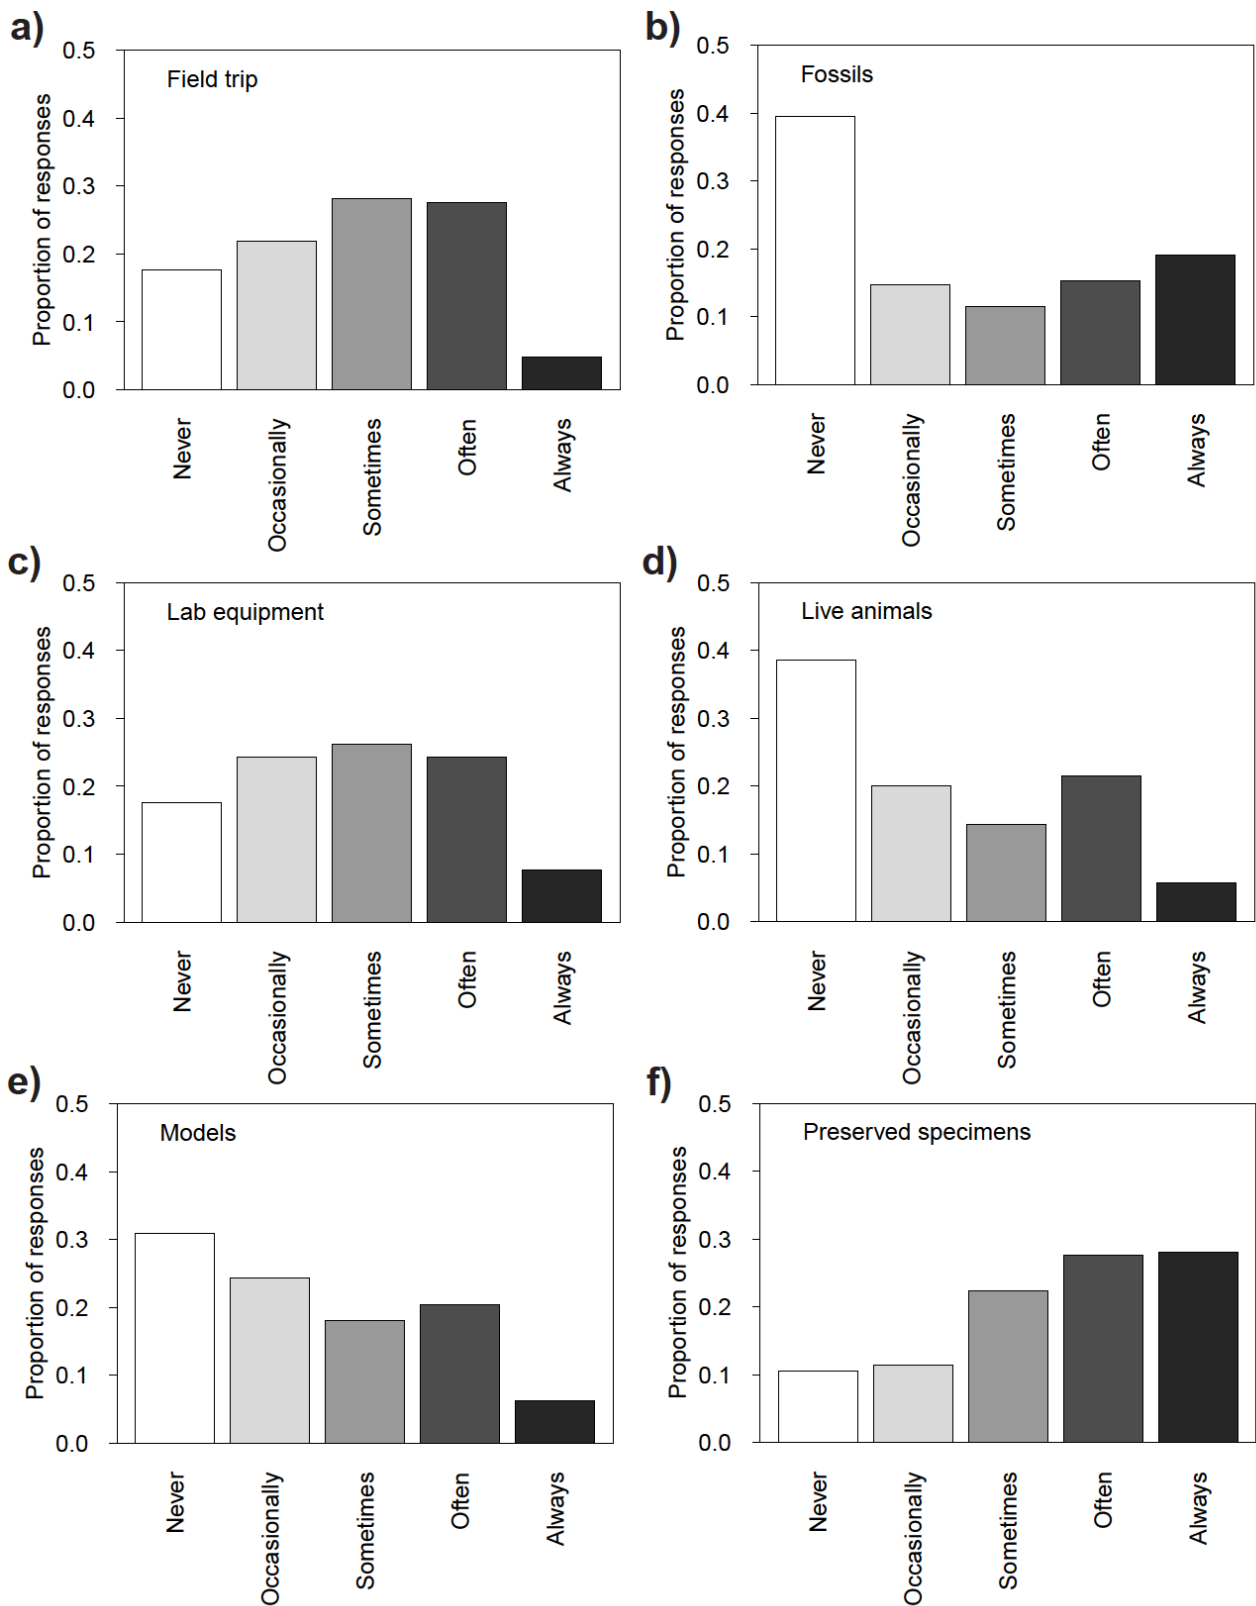 a)
Field trip
Proportion of responses
0.5
0.4
0.3
0.2
0.1
0.0
Never
Occasionally
Sometimes
Often
Always
b)
Fossils
Proportion of responses
0.5
0.4
0.3
0.2
0.1
0.0
Never
Occasionally
Sometimes
Often
Always
c)
Lab equipment
Proportion of responses
0.5
0.4
0.3
0.2
0.1
0.0
Never
Occasionally
Sometimes
Often
Always
d)
Live animals
Proportion of responses
0.5
0.4
0.3
0.2
0.1
0.0
Never
Occasionally
Sometimes
Often
Always
e)
Models
Proportion of responses
0.5
0.4
0.3
0.2
0.1
0.0
Never
Occasionally
Sometimes
Often
Always
f)
Preserved specimens
Proportion of responses
0.5
0.4
0.3
0.2
0.1
0.0
Never
Occasionally
Sometimes
Often
Always